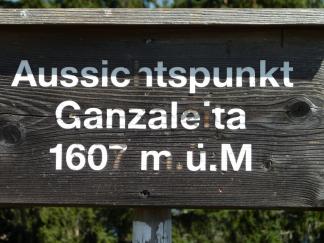 Aussichtspunkt
Ganzaleita
1607 m.ü.M